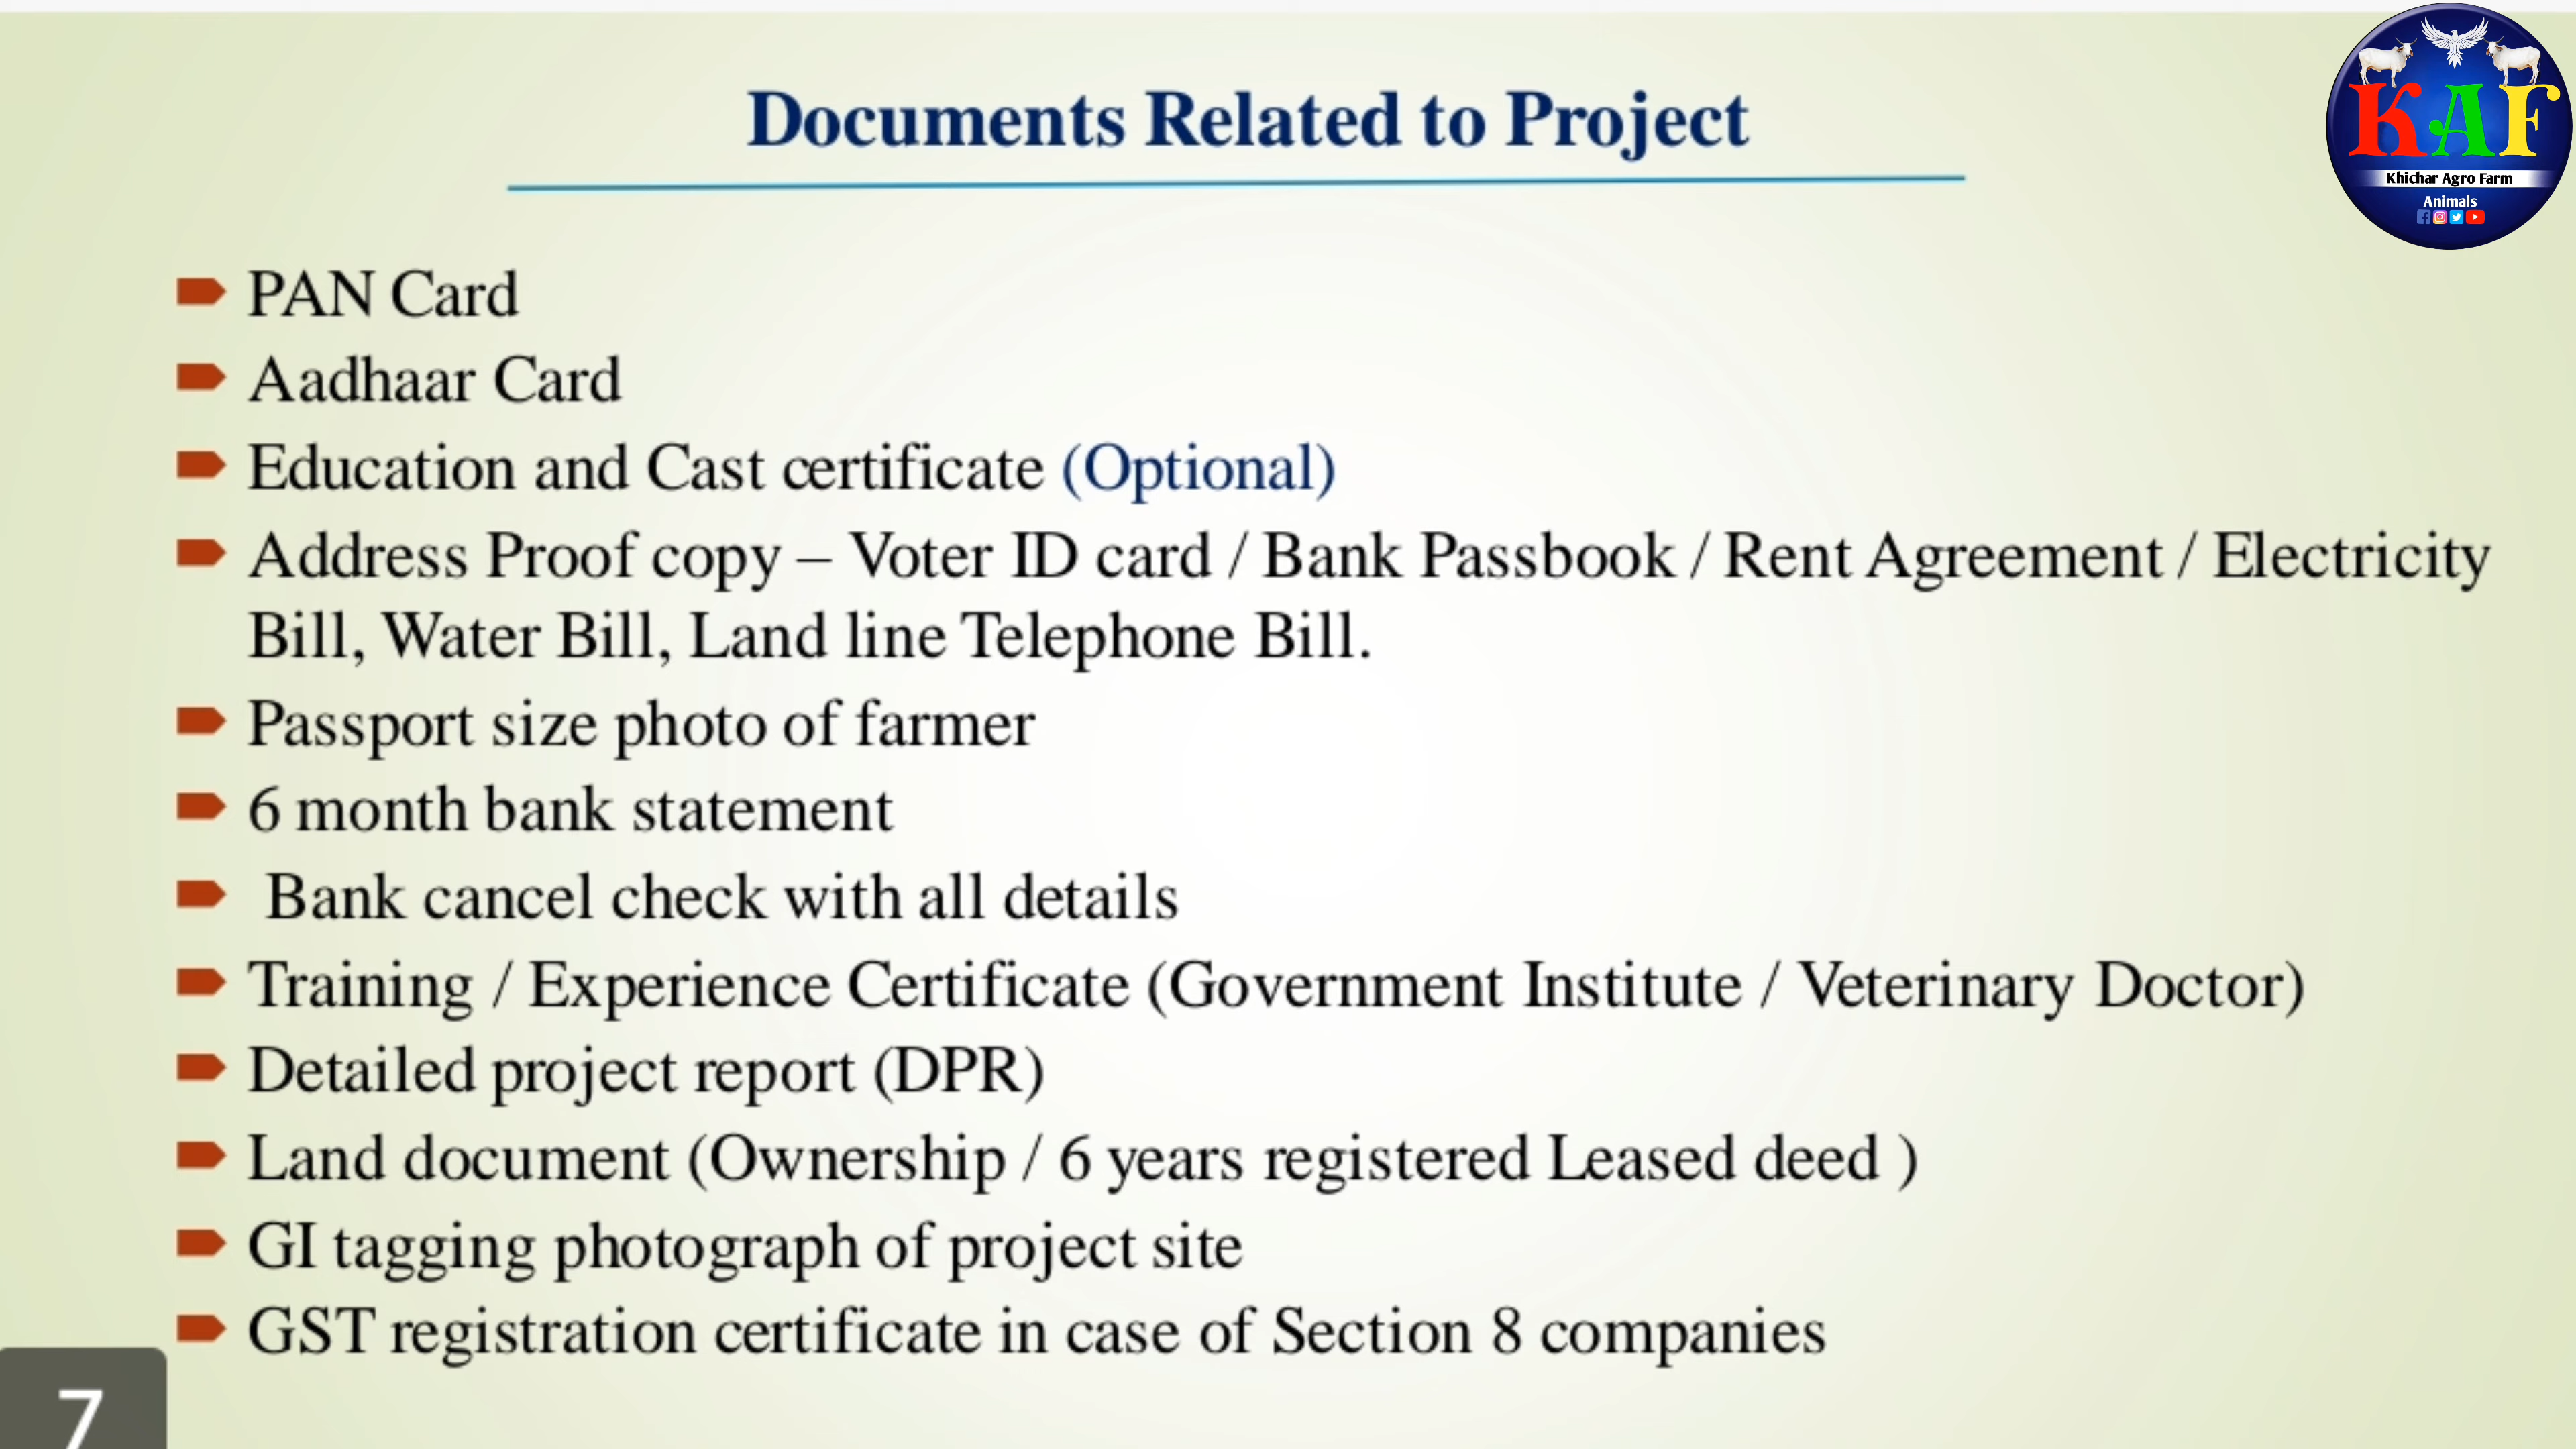 Documents Related to Project
KAF
Khichar Agro Farm
Animals
PAN Card
Aadhaar Card
Education and Cast certificate (Optional)
Address Proof copy – Voter ID card / Bank Passbook / Rent Agreement / Electricity
Bill, Water Bill, Land line Telephone Bill.
Passport size photo of farmer
6 month bank statement
Bank cancel check with all details
Training / Experience Certificate (Government Institute / Veterinary Doctor)
Detailed project report (DPR)
Land document (Ownership / 6 years registered Leased deed )
GI tagging photograph of project site
GST registration certificate in case of Section 8 companies
7